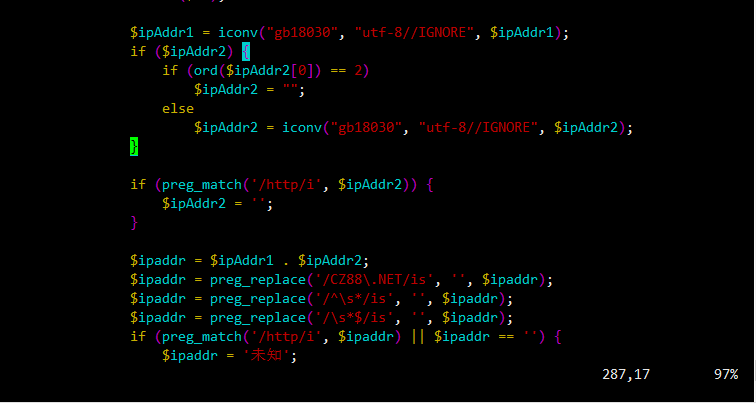 $ipAddr1 = iconv("gb18030", "utf-8//IGNORE", $ipAddr1);
if ($ipAddr2) {
if (ord($ipAddr2[0]) == 2)
$ipAddr2 = "";
else
$ipAddr2 = iconv("gb18030", "utf-8//IGNORE", $ipAddr2);
}
if (preg_match('/http/i', $ipAddr2)) {
$ipAddr2 = '';
}
$ipaddr = $ipAddr1 . $ipAddr2;
$ipaddr = preg_replace('/CZ88\.NET/is', '', $ipaddr);
$ipaddr = preg_replace('/^\s*/is', '', $ipaddr);
$ipaddr = preg_replace('/\s*$/is', '', $ipaddr);
if (preg_match('/http/i', $ipaddr) || $ipaddr == '') {
$ipaddr = '未知';
287,17 97%